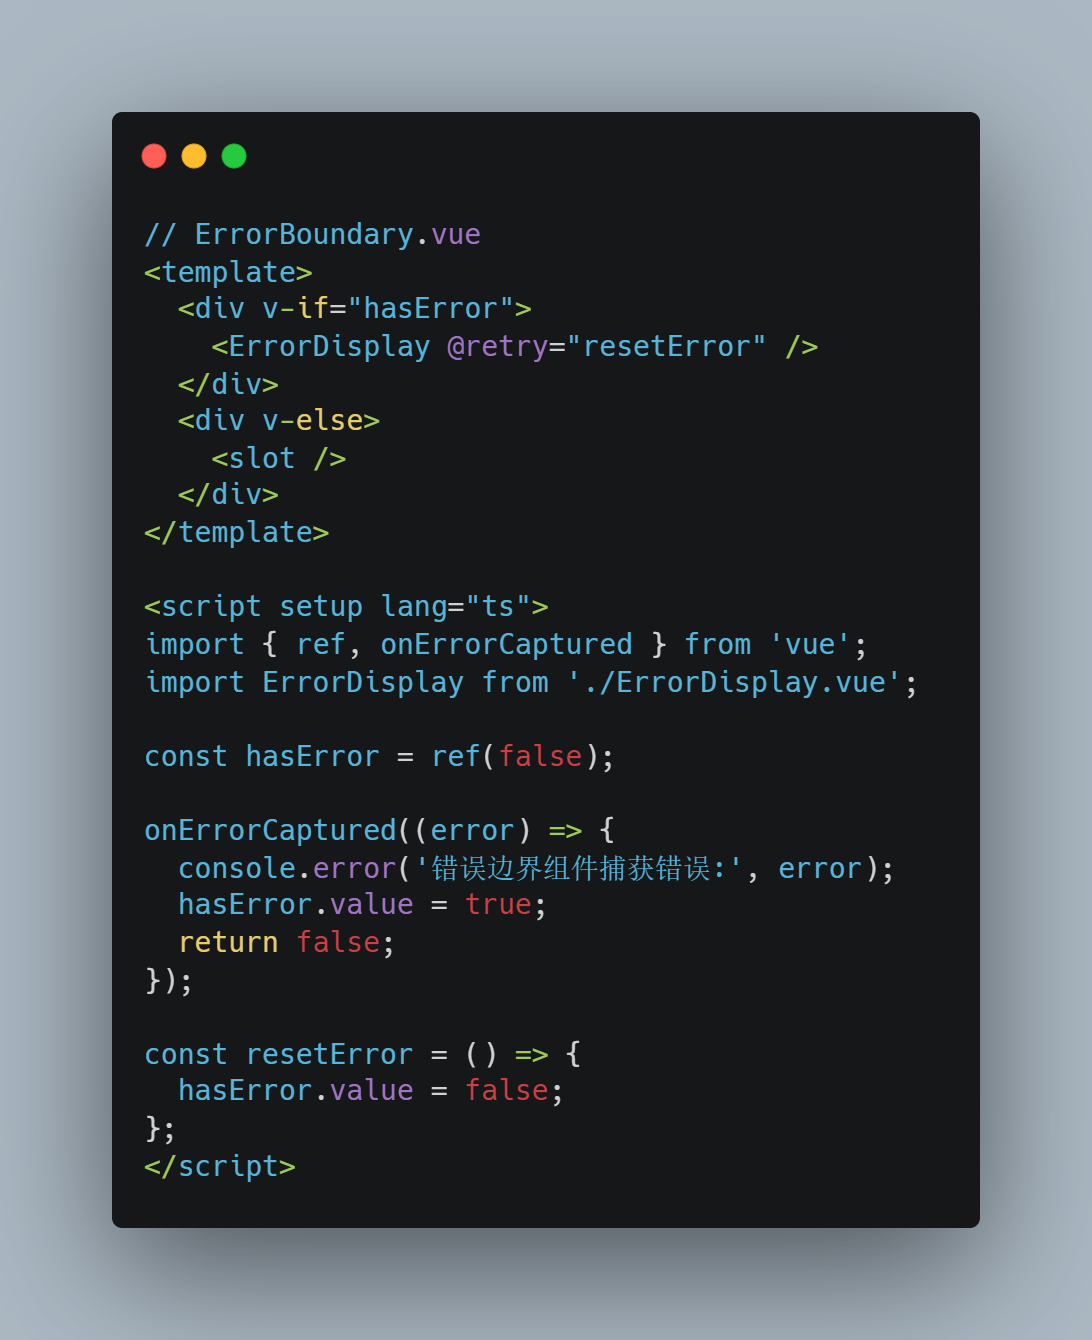 // ErrorBoundary.vue
<template>
  <div v-if="hasError">
    <ErrorDisplay @retry="resetError" />
  </div>
  <div v-else>
    <slot />
  </div>
</template>

<script setup lang="ts">
import { ref, onErrorCaptured } from 'vue';
import ErrorDisplay from './ErrorDisplay.vue';

const hasError = ref(false);

onErrorCaptured((error) => {
  console.error('错误边界组件捕获错误:', error);
  hasError.value = true;
  return false;
});

const resetError = () => {
  hasError.value = false;
};
</script>